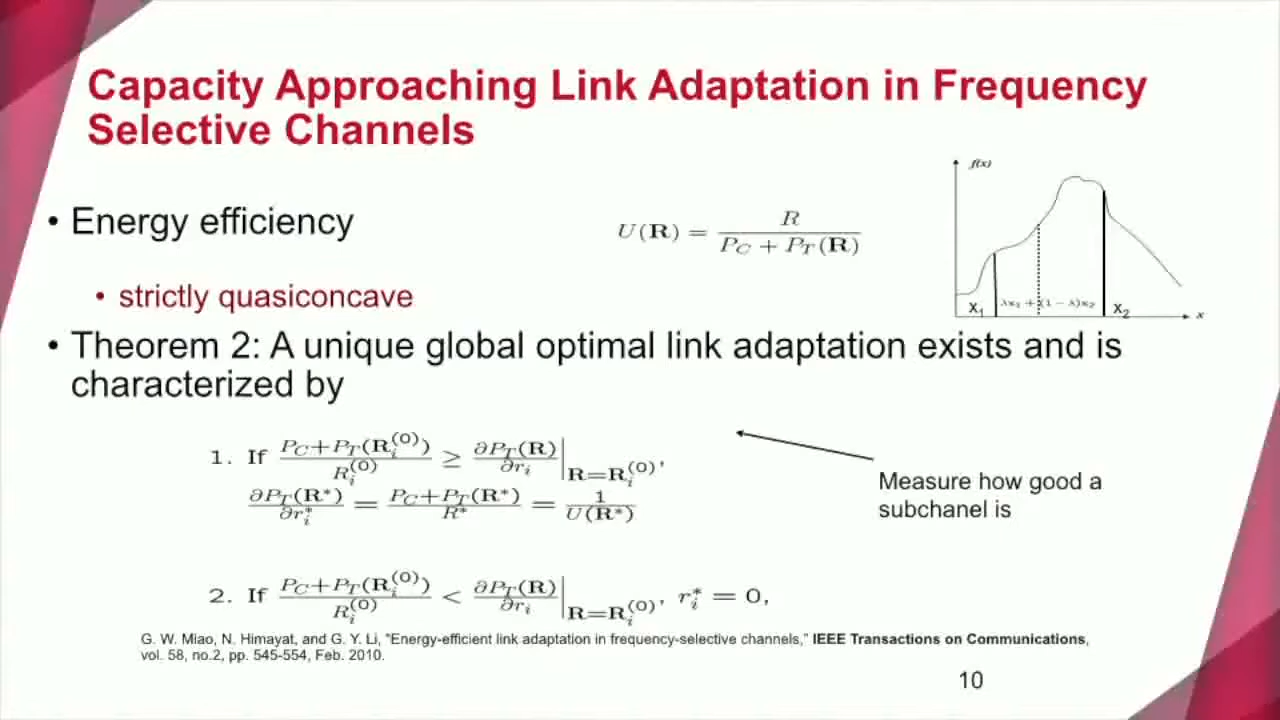 Capacity Approaching Link Adaptation in Frequency
Selective Channels
f(x)
• Energy efficiency
U(R) = R / (P_C + P_T(R))
• strictly quasiconcave
x₁ λx₁ + (1 − λ)x₂ x₂ x
• Theorem 2: A unique global optimal link adaptation exists and is
characterized by
1. If (P_C+P_T(R_i^(0))) / R_i^(0) ≥ ∂P_T(R)/∂r_i |_{R=R_i^(0)},
∂P_T(R*)/∂r_i* = (P_C+P_T(R*))/R* = 1/U(R*)
Measure how good a
subchanel is
2. If (P_C+P_T(R_i^(0))) / R_i^(0) < ∂P_T(R)/∂r_i |_{R=R_i^(0)}, r_i* = 0,
G. W. Miao, N. Himayat, and G. Y. Li, "Energy-efficient link adaptation in frequency-selective channels," IEEE Transactions on Communications,
vol. 58, no.2, pp. 545-554, Feb. 2010.
10